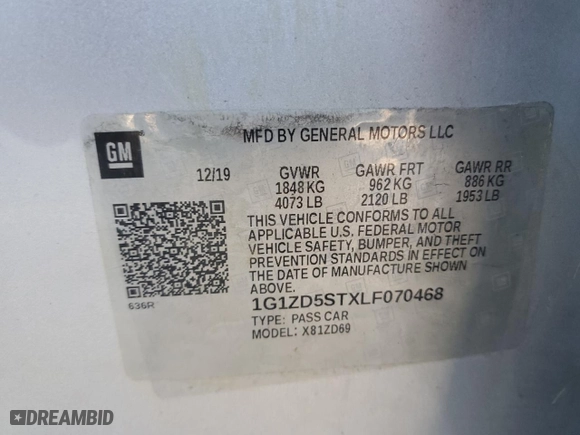 MFD BY GENERAL MOTORS LLC
GM
12/19 GVWR GAWR FRT GAWR RR
1848 KG 962 KG 886 KG
4073 LB 2120 LB 1953 LB
THIS VEHICLE CONFORMS TO ALL
APPLICABLE U.S. FEDERAL MOTOR
VEHICLE SAFETY, BUMPER, AND THEFT
PREVENTION STANDARDS IN EFFECT ON
THE DATE OF MANUFACTURE SHOWN
ABOVE.
636R
1G1ZD5STXLF070468
TYPE: PASS CAR
MODEL: X81ZD69
DREAMBID